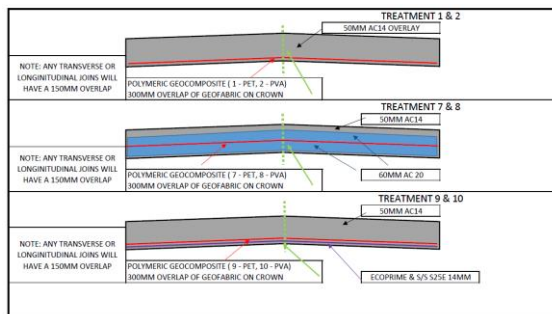 TREATMENT 1 & 2
50MM AC14 OVERLAY
NOTE: ANY TRANSVERSE OR
LONGITUDINAL JOINS WILL
HAVE A 150MM OVERLAP
POLYMERIC GEOCOMPOSITE ( 1 - PET, 2 - PVA)
300MM OVERLAP OF GEOFABRIC ON CROWN
TREATMENT 7 & 8
50MM AC14
NOTE: ANY TRANSVERSE OR
LONGITUDINAL JOINS WILL
HAVE A 150MM OVERLAP
POLYMERIC GEOCOMPOSITE (7 - PET, 8 - PVA)
300MM OVERLAP OF GEOFABRIC ON CROWN
60MM AC 20
TREATMENT 9 & 10
50MM AC14
NOTE: ANY TRANSVERSE OR
LONGITUDINAL JOINS WILL
HAVE A 150MM OVERLAP
POLYMERIC GEOCOMPOSITE (9 - PET, 10 - PVA)
300MM OVERLAP OF GEOFABRIC ON CROWN
ECOPRIME & S/S S25E 14MM